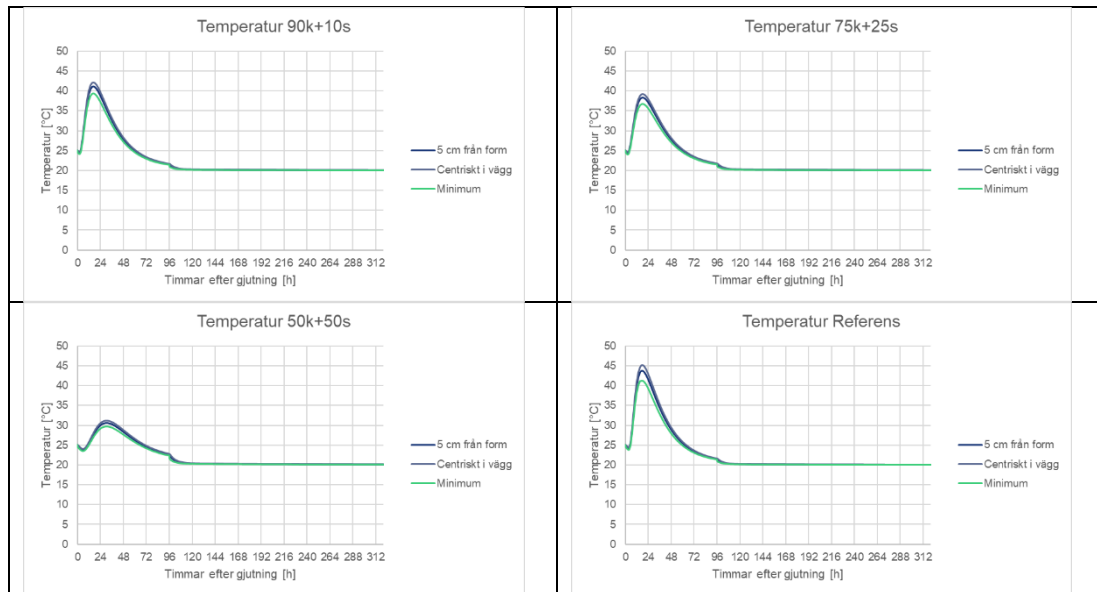 Temperatur 90k+10s
50
45
40
35
30
25
20
15
10
5
0
Temperatur [°C]
0 24 48 72 96 120 144 168 192 216 240 264 288 312
Timmar efter gjutning [h]
5 cm från form
Centriskt i vägg
Minimum
Temperatur 75k+25s
50
45
40
35
30
25
20
15
10
5
0
Temperatur [°C]
0 24 48 72 96 120 144 168 192 216 240 264 288 312
Timmar efter gjutning [h]
5 cm från form
Centriskt i vägg
Minimum
Temperatur 50k+50s
50
45
40
35
30
25
20
15
10
5
0
Temperatur [°C]
0 24 48 72 96 120 144 168 192 216 240 264 288 312
Timmar efter gjutning [h]
5 cm från form
Centriskt i vägg
Minimum
Temperatur Referens
50
45
40
35
30
25
20
15
10
5
0
Temperatur [°C]
0 24 48 72 96 120 144 168 192 216 240 264 288 312
Timmar efter gjutning [h]
5 cm från form
Centriskt i vägg
Minimum